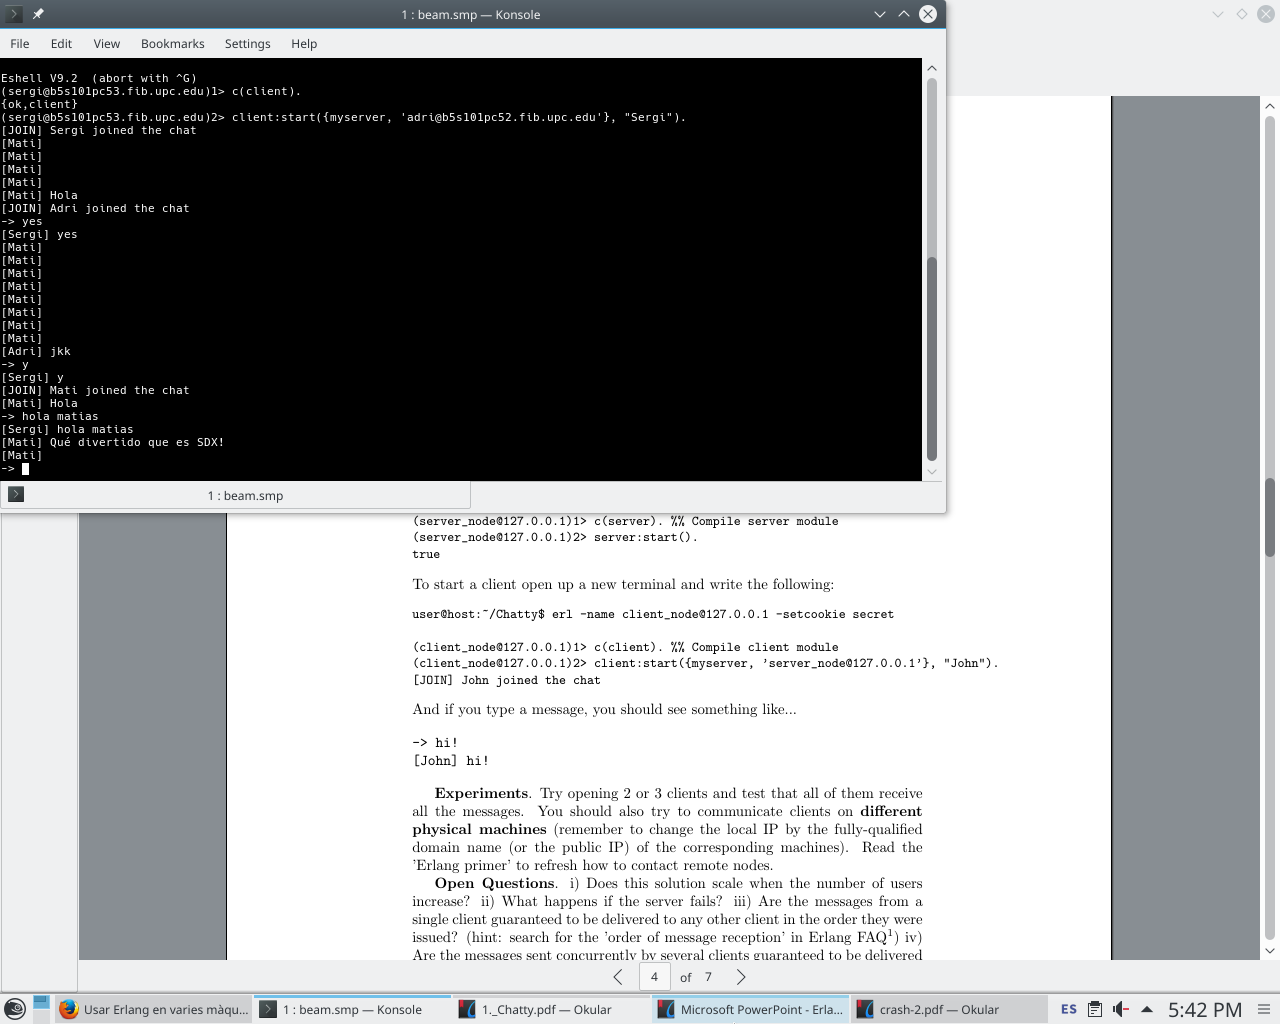 1 : beam.smp — Konsole
File Edit View Bookmarks Settings Help
Eshell V9.2  (abort with ^G)
(sergi@b5s101pc53.fib.upc.edu)1> c(client).
{ok,client}
(sergi@b5s101pc53.fib.upc.edu)2> client:start({myserver, 'adri@b5s101pc52.fib.upc.edu'}, "Sergi").
[JOIN] Sergi joined the chat
[Mati]
[Mati]
[Mati]
[Mati]
[Mati] Hola
[JOIN] Adri joined the chat
-> yes
[Sergi] yes
[Mati]
[Mati]
[Mati]
[Mati]
[Mati]
[Mati]
[Mati]
[Mati]
[Adri] jkk
-> y
[Sergi] y
[JOIN] Mati joined the chat
[Mati] Hola
-> hola matias
[Sergi] hola matias
[Mati] Qué divertido que es SDX!
[Mati]
->
1 : beam.smp
(server_node@127.0.0.1)1> c(server). %% Compile server module
(server_node@127.0.0.1)2> server:start().
true
To start a client open up a new terminal and write the following:
user@host:~/Chatty$ erl -name client_node@127.0.0.1 -setcookie secret
(client_node@127.0.0.1)1> c(client). %% Compile client module
(client_node@127.0.0.1)2> client:start({myserver, 'server_node@127.0.0.1'}, "John").
[JOIN] John joined the chat
And if you type a message, you should see something like...
-> hi!
[John] hi!
Experiments. Try opening 2 or 3 clients and test that all of them receive
all the messages. You should also try to communicate clients on different
physical machines (remember to change the local IP by the fully-qualified
domain name (or the public IP) of the corresponding machines). Read the
'Erlang primer' to refresh how to contact remote nodes.
Open Questions. i) Does this solution scale when the number of users
increase? ii) What happens if the server fails? iii) Are the messages from a
single client guaranteed to be delivered to any other client in the order they were
issued? (hint: search for the 'order of message reception' in Erlang FAQ1) iv)
Are the messages sent concurrently by several clients guaranteed to be delivered
4 of 7
Usar Erlang en varies màqu... 1 : beam.smp — Konsole 1._Chatty.pdf — Okular Microsoft PowerPoint - Erla... crash-2.pdf — Okular ES 5:42 PM